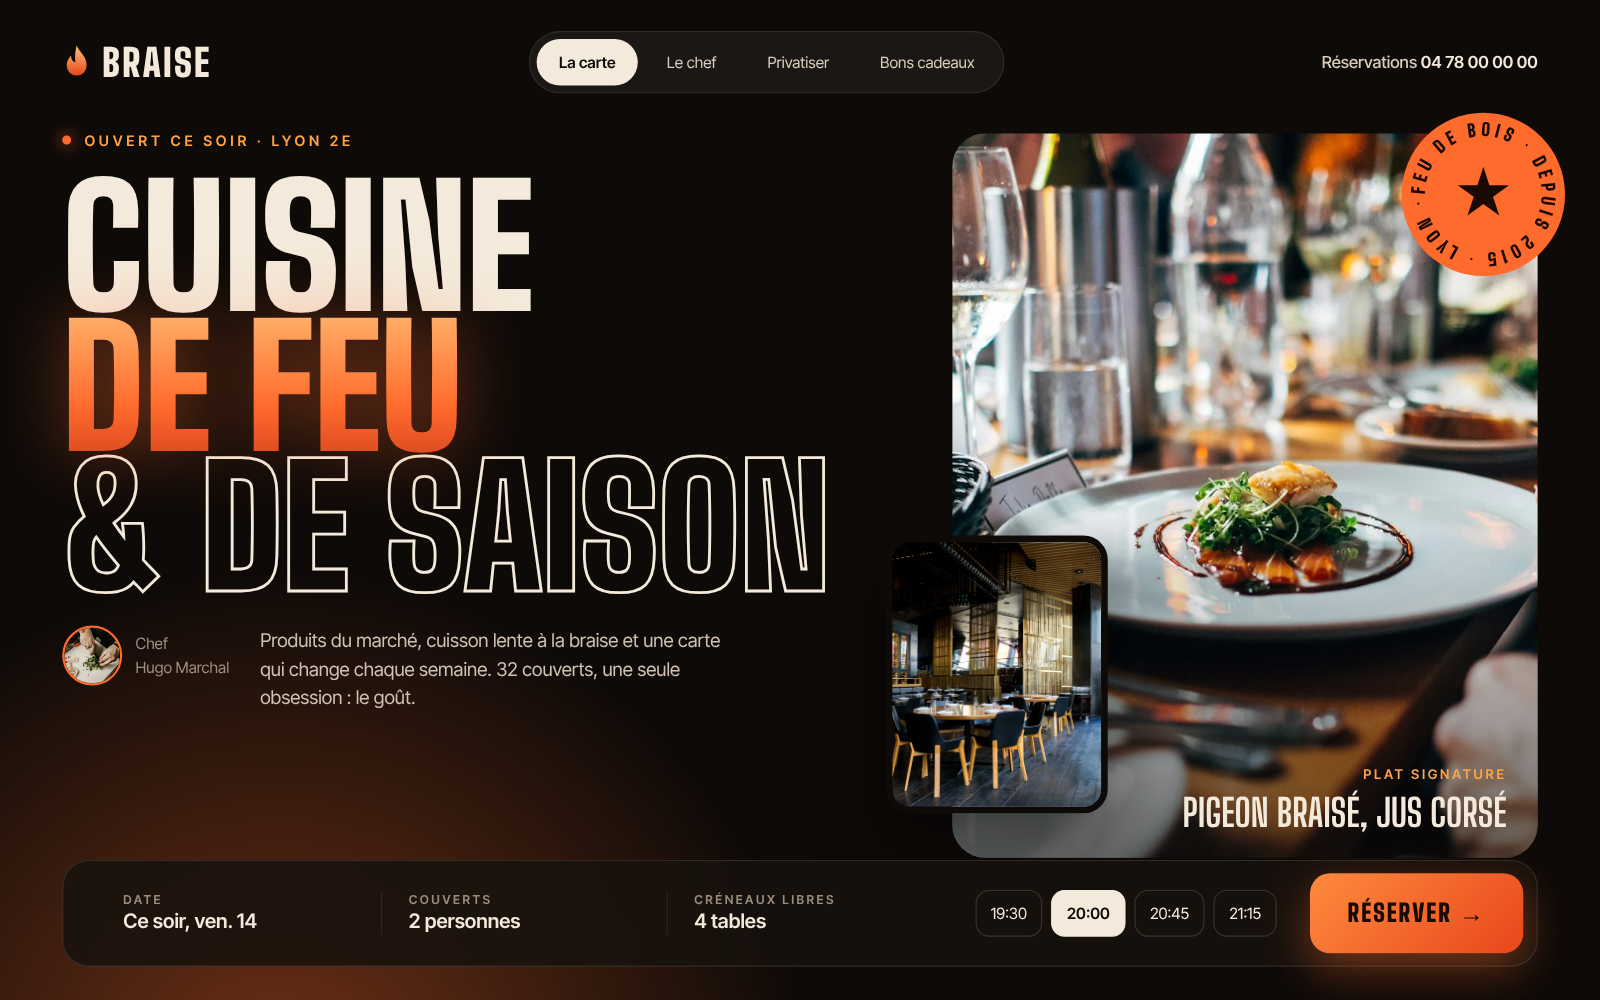 BRAISE
La carte
Le chef
Privatiser
Bons cadeaux
Réservations 04 78 00 00 00
OUVERT CE SOIR · LYON 2E
CUISINE
DE FEU
& DE SAISON
FEU DE BOIS · DEPUIS 2015 · LYON ·
Chef
Hugo Marchal
Produits du marché, cuisson lente à la braise et une carte
qui change chaque semaine. 32 couverts, une seule
obsession : le goût.
PLAT SIGNATURE
PIGEON BRAISÉ, JUS CORSÉ
DATE
Ce soir, ven. 14
COUVERTS
2 personnes
CRÉNEAUX LIBRES
4 tables
19:30
20:00
20:45
21:15
RÉSERVER →